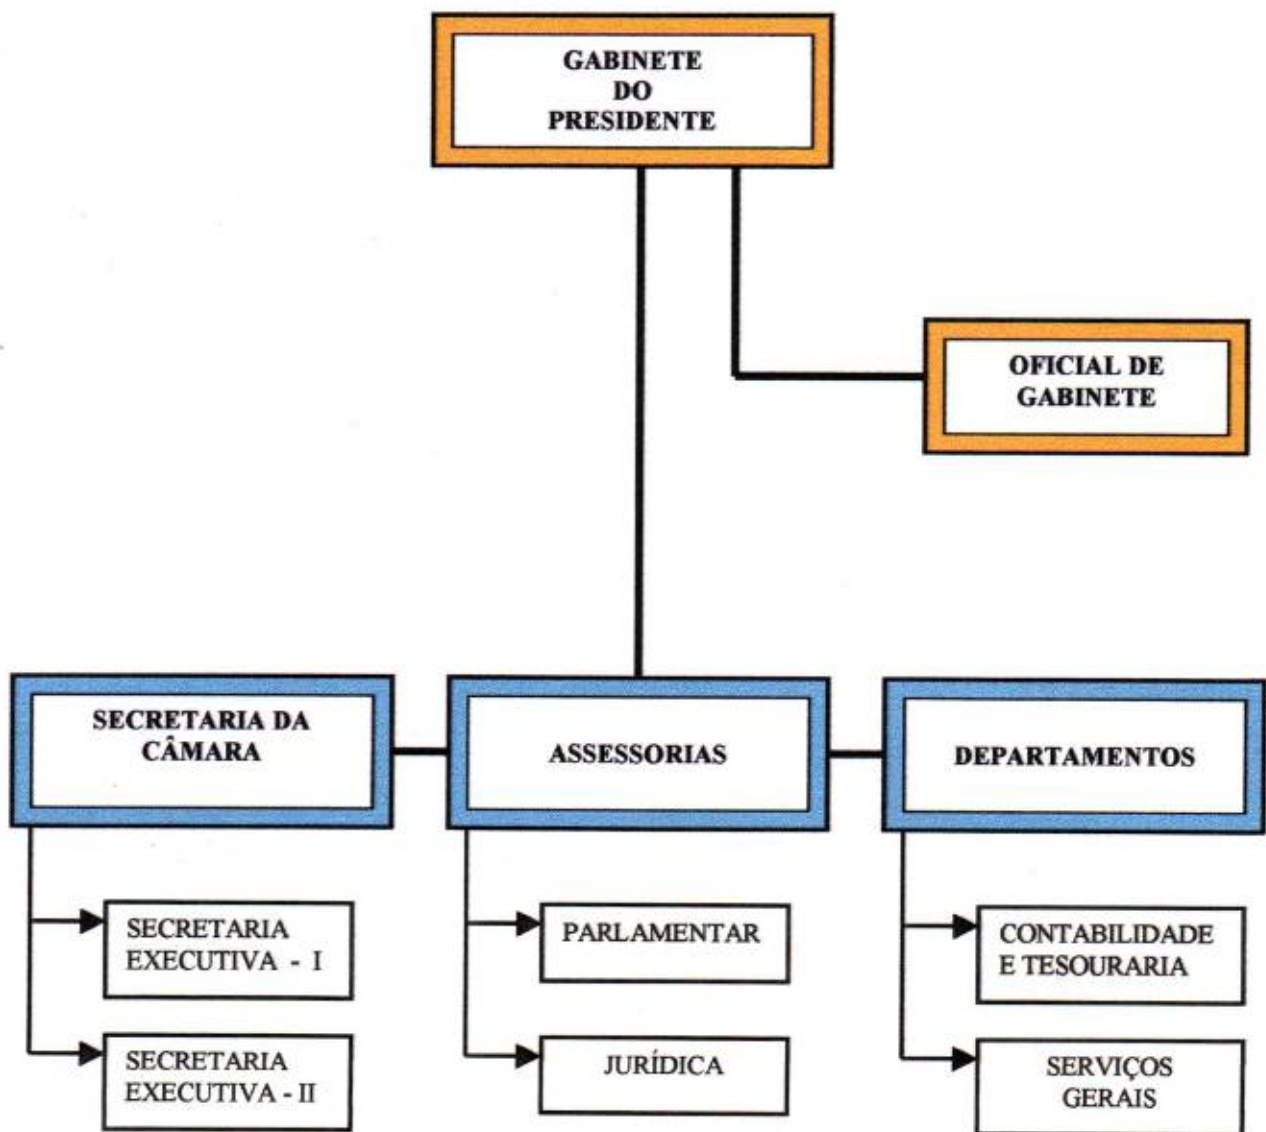 GABINETE
DO
PRESIDENTE
OFICIAL DE
GABINETE
SECRETARIA DA
CÂMARA
ASSESSORIAS
DEPARTAMENTOS
SECRETARIA
EXECUTIVA - I
PARLAMENTAR
CONTABILIDADE
E TESOURARIA
SECRETARIA
EXECUTIVA - II
JURÍDICA
SERVIÇOS
GERAIS